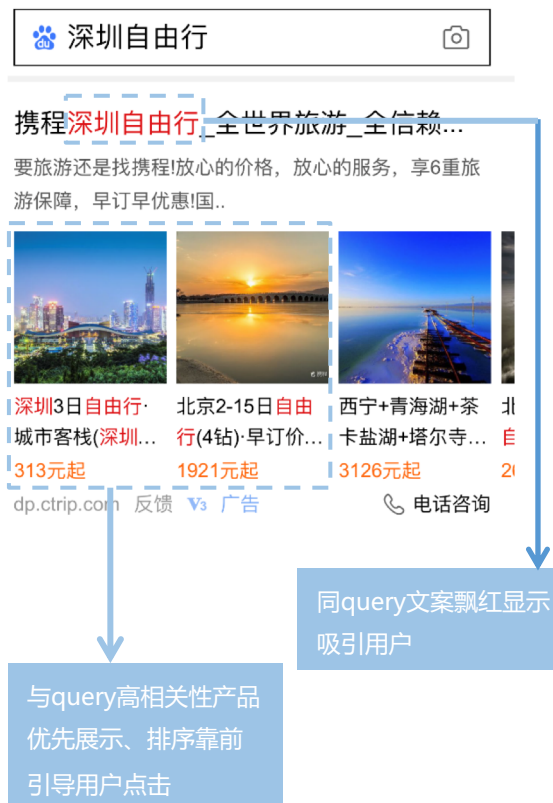 du 深圳自由行
携程深圳自由行_全世界旅游_全信赖...
要旅游还是找携程!放心的价格，放心的服务，享6重旅
游保障，早订早优惠!国..
深圳3日自由行·
城市客栈(深圳...
313元起
北京2-15日自由
行(4钻)·早订价...
1921元起
西宁+青海湖+茶
卡盐湖+塔尔寺...
3126元起
dp.ctrip.com 反馈 V3 广告
电话咨询
同query文案飘红显示
吸引用户
与query高相关性产品
优先展示、排序靠前
引导用户点击